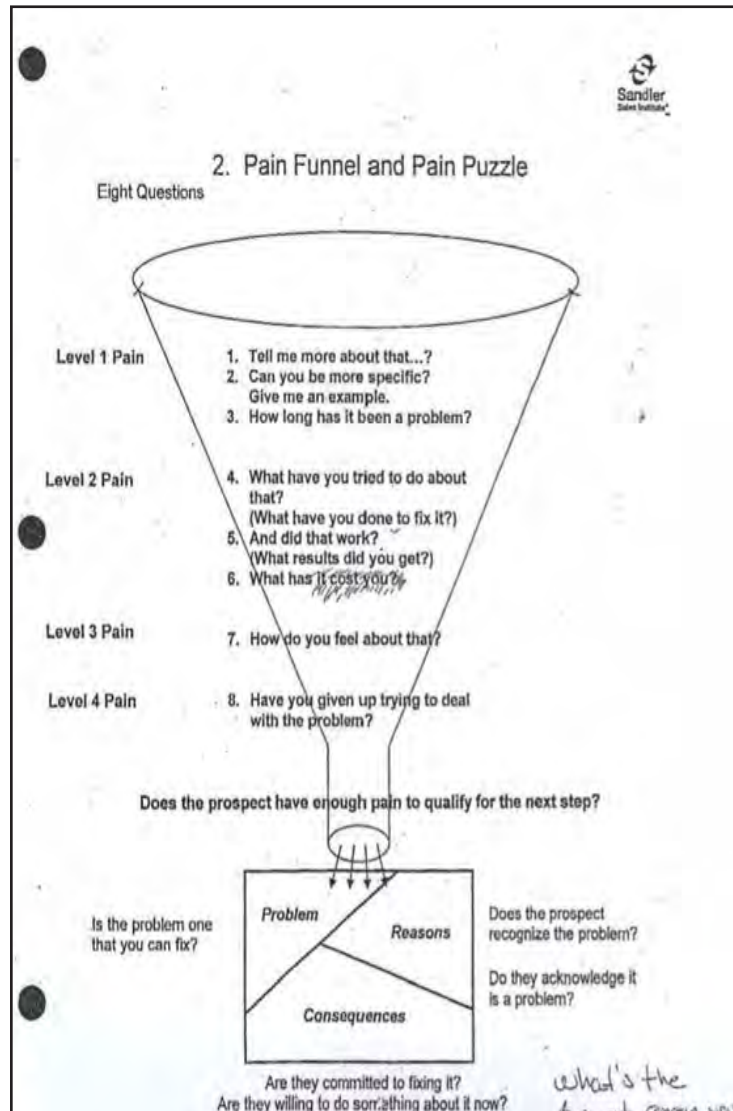 Sandler
Sales Institute
2. Pain Funnel and Pain Puzzle
Eight Questions
Level 1 Pain
1. Tell me more about that...?
2. Can you be more specific?
Give me an example.
3. How long has it been a problem?
Level 2 Pain
4. What have you tried to do about
that?
(What have you done to fix it?)
5. And did that work?
(What results did you get?)
6. What has it cost you?
Level 3 Pain
7. How do you feel about that?
Level 4 Pain
8. Have you given up trying to deal
with the problem?
Does the prospect have enough pain to qualify for the next step?
Is the problem one
that you can fix?
Problem
Reasons
Consequences
Does the prospect
recognize the problem?
Do they acknowledge it
is a problem?
Are they committed to fixing it?
Are they willing to do something about it now?
what's the